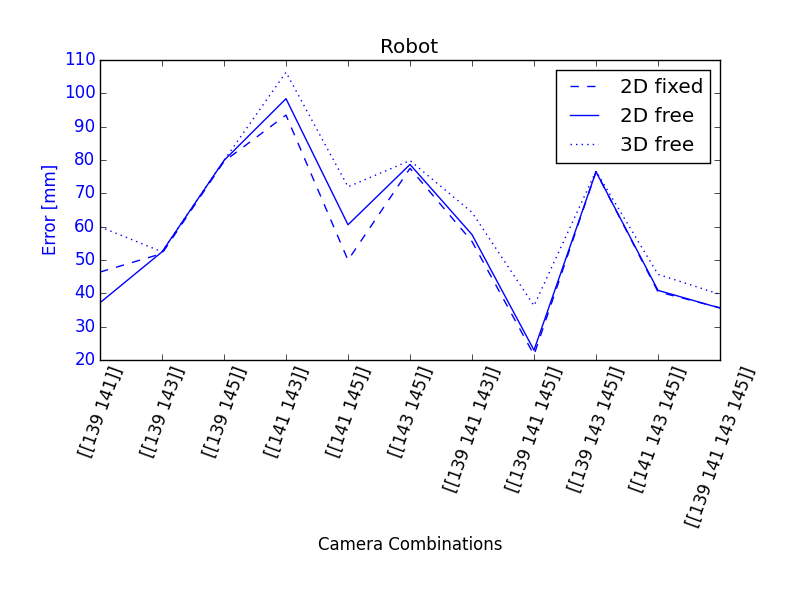 Robot
110
100
90
80
70
60
50
40
30
20
Error [mm]
2D fixed
2D free
3D free
[[139 141]]
[[139 143]]
[[139 145]]
[[141 143]]
[[141 145]]
[[143 145]]
[[139 141 143]]
[[139 141 145]]
[[139 143 145]]
[[141 143 145]]
[[139 141 143 145]]
Camera Combinations